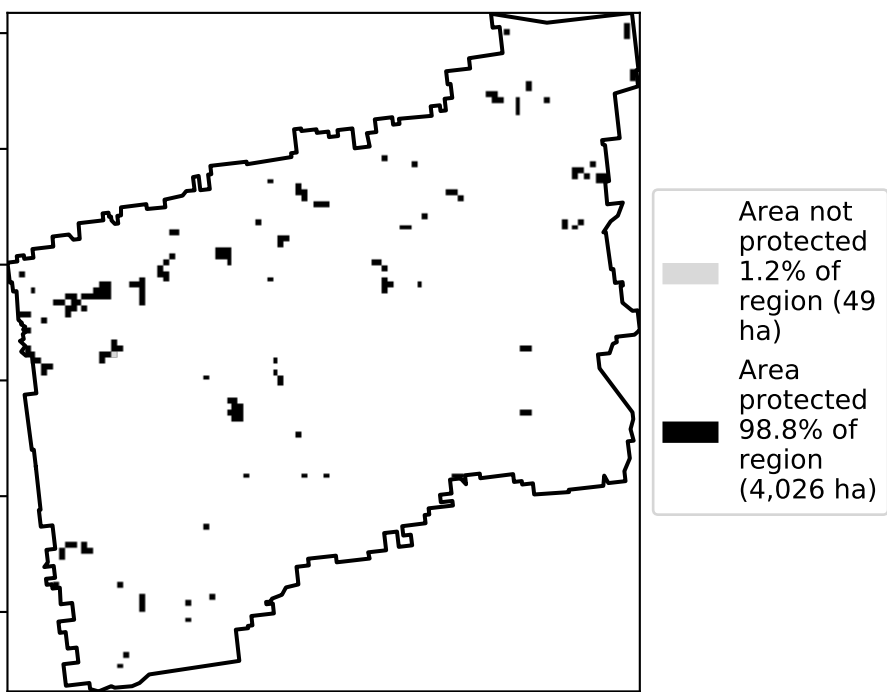 Area not
protected
1.2% of
region (49
ha)
Area
protected
98.8% of
region
(4,026 ha)